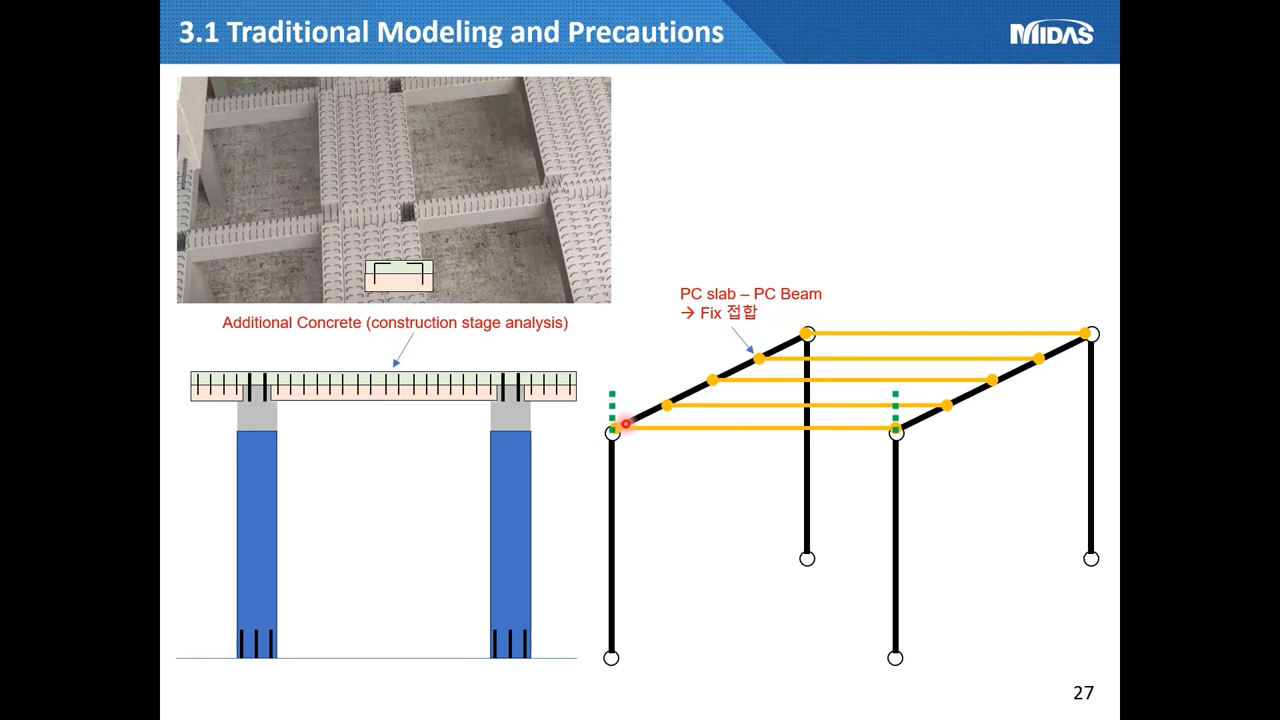 3.1 Traditional Modeling and Precautions
MIDAS
Additional Concrete (construction stage analysis)
PC slab – PC Beam
→ Fix 접합
27